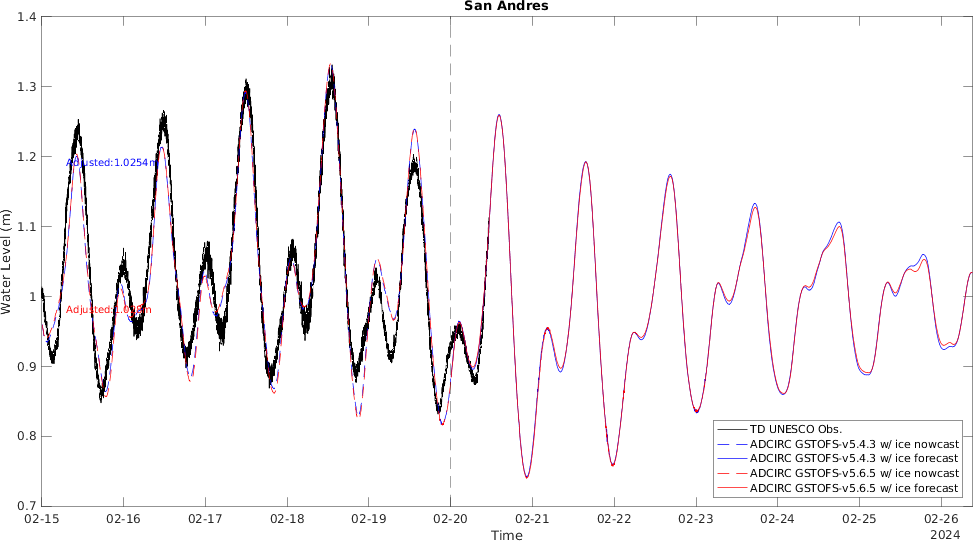 San Andres
1.4
1.3
1.2
1.1
1
0.9
0.8
0.7
Water Level (m)
Adjusted:1.0254m
TD UNESCO Obs.
ADCIRC GSTOFS-v5.4.3 w/ ice nowcast
ADCIRC GSTOFS-v5.4.3 w/ ice forecast
ADCIRC GSTOFS-v5.6.5 w/ ice nowcast
ADCIRC GSTOFS-v5.6.5 w/ ice forecast
02-15 02-16 02-17 02-18 02-19 02-20 02-21 02-22 02-23 02-24 02-25 02-26
Time 2024